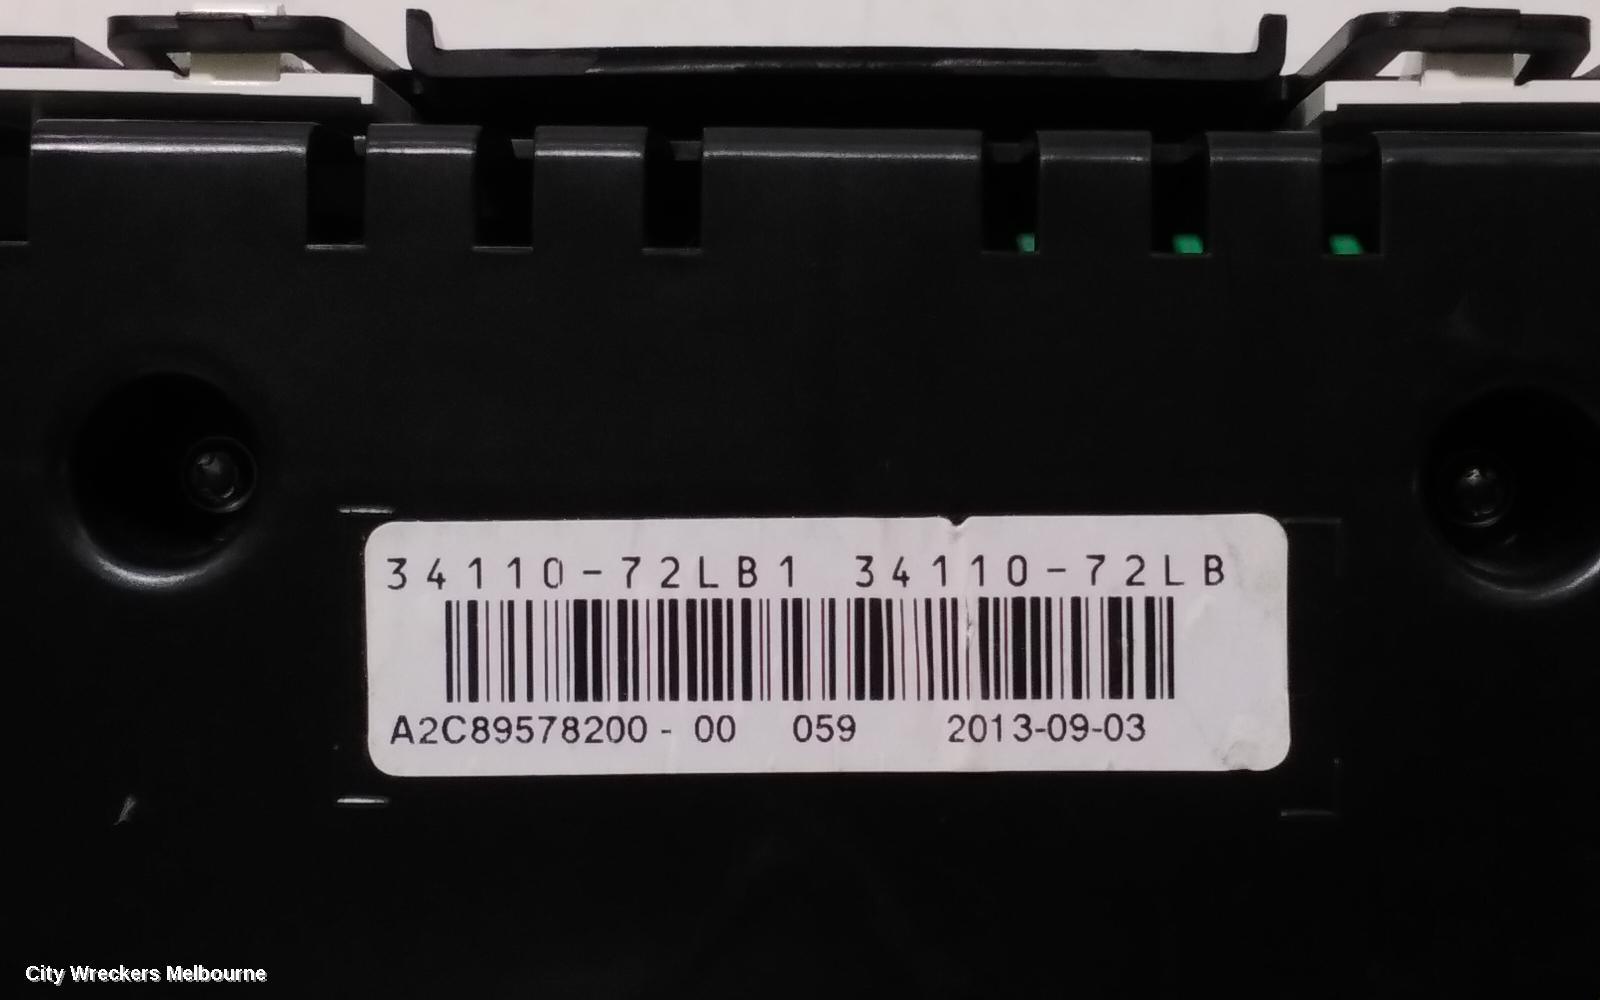 34110-72LB1 34110-72LB
A2C89578200 - 00 059 2013-09-03
City Wreckers Melbourne